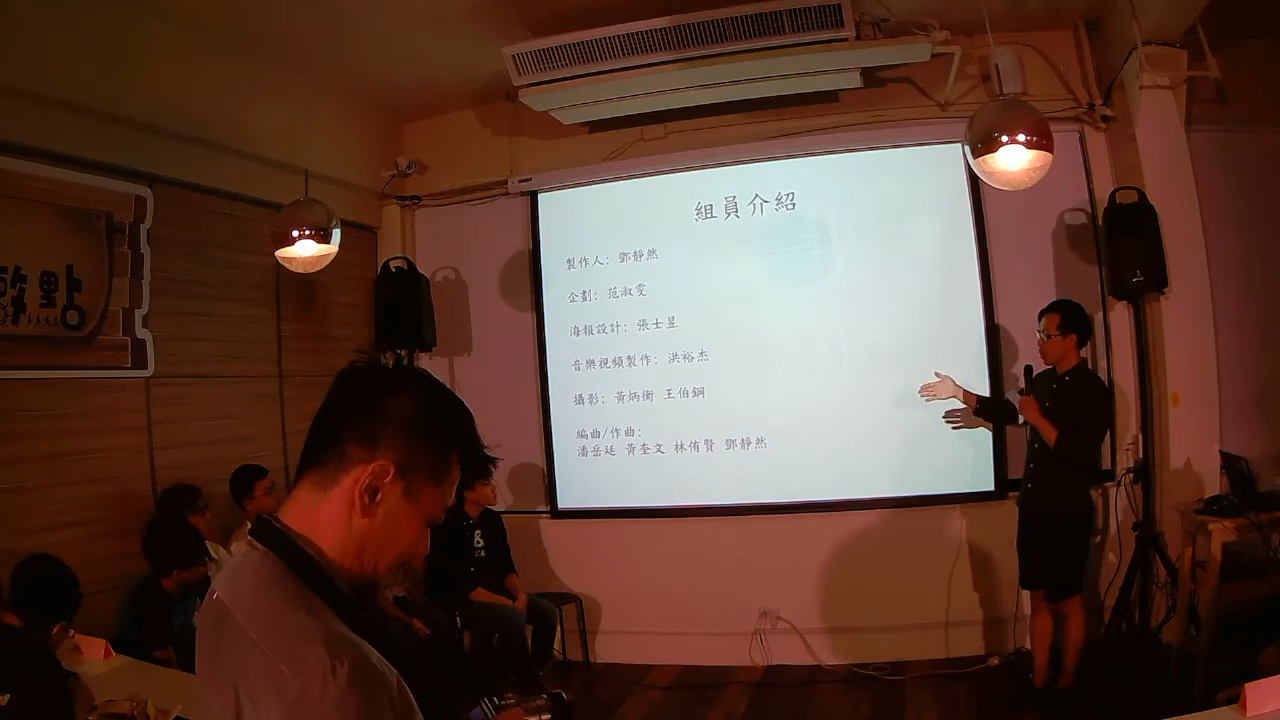 組員介紹
製作人: 鄧靜然
企劃: 范淑雯
海報設計: 張士昱
音樂視頻製作: 洪裕杰
攝影: 黃炳衡 王伯鋼
編曲/作曲:
潘岳廷 黃奎文 林侑賢 鄧靜然
點
&